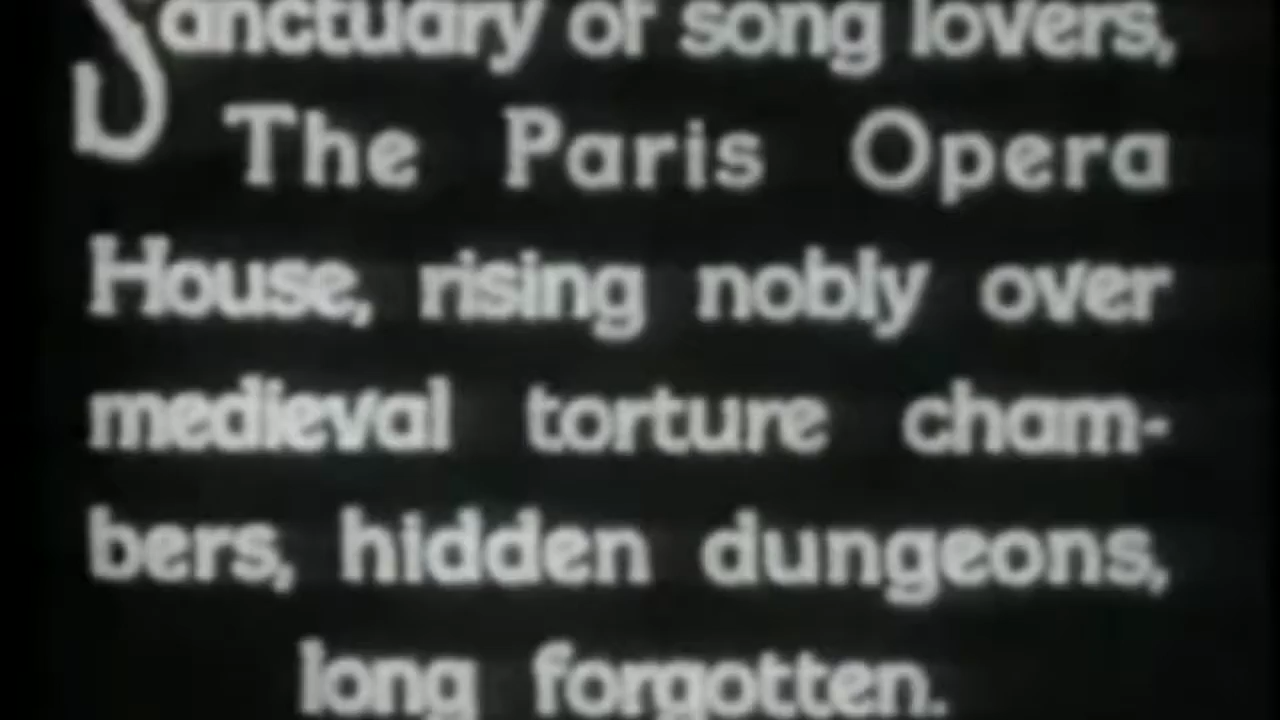 Sanctuary of song lovers,
The Paris Opera
House, rising nobly over
medieval torture cham-
bers, hidden dungeons,
long forgotten.